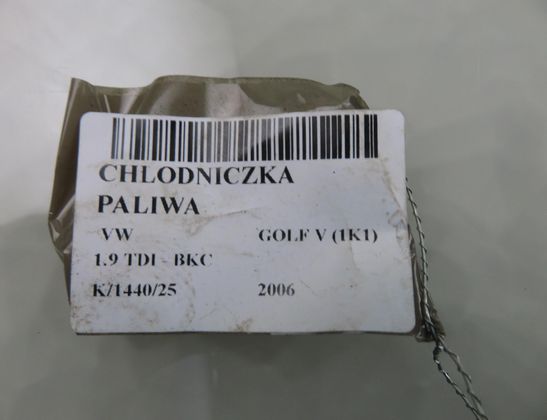 CHLODNICZKA
PALIWA
VW GOLF V (1K1)
1.9 TDI - BKC
K/1440/25 2006